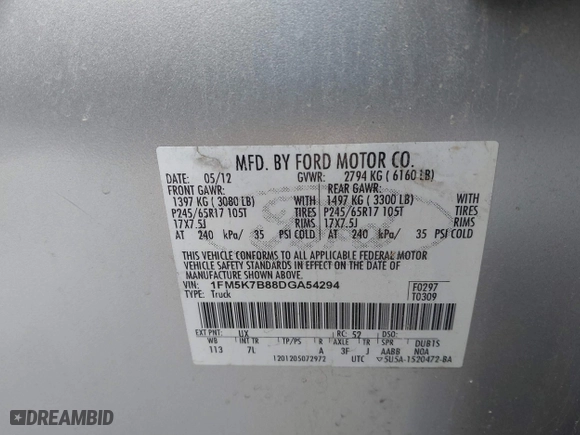 MFD. BY FORD MOTOR CO.
DATE: 05/12 GVWR: 2794 KG ( 6160 LB)
FRONT GAWR: REAR GAWR:
1397 KG ( 3080 LB) WITH 1497 KG ( 3300 LB) WITH
P245/65R17 105T TIRES P245/65R17 105T TIRES
17X7.5J RIMS 17X7.5J RIMS
AT 240 kPa/ 35 PSI COLD AT 240 kPa/ 35 PSI COLD
THIS VEHICLE CONFORMS TO ALL APPLICABLE FEDERAL MOTOR
VEHICLE SAFETY STANDARDS IN EFFECT ON THE DATE OF
MANUFACTURE SHOWN ABOVE.
VIN: 1FM5K7B88DGA54294 F0297
TYPE: Truck T0309
EXT PNT: UX RC: 52 DSO:
WB INT TR TP/PS R AXLE TR SPR DUBTS
113 7L A 3F J AABB N0A
1201205072972 UTC 5U5A-1520472-BA
Ford
DREAMBID